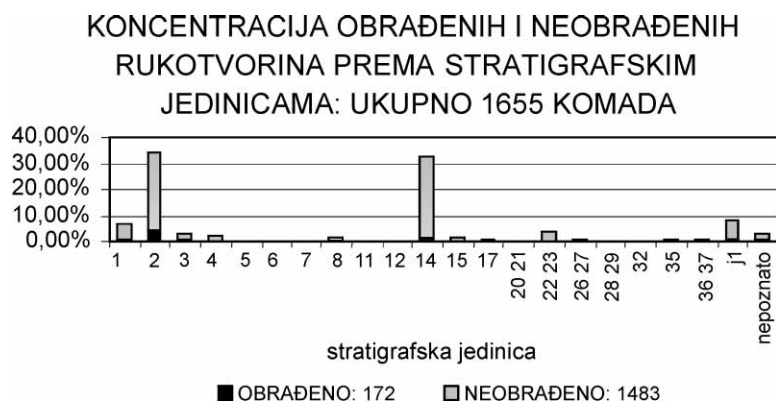 KONCENTRACIJA OBRAĐENIH I NEOBRAĐENIH
RUKOTVORINA PREMA STRATIGRAFSKIM
JEDINICAMA: UKUPNO 1655 KOMADA
40,00%
30,00%
20,00%
10,00%
0,00%
1 2 3 4 5 6 7 8 11 12 14 15 17 20 21 22 23 26 27 28 29 32 35 36 37 j1 nepoznato
stratigrafska jedinica
OBRAĐENO: 172 NEOBRAĐENO: 1483